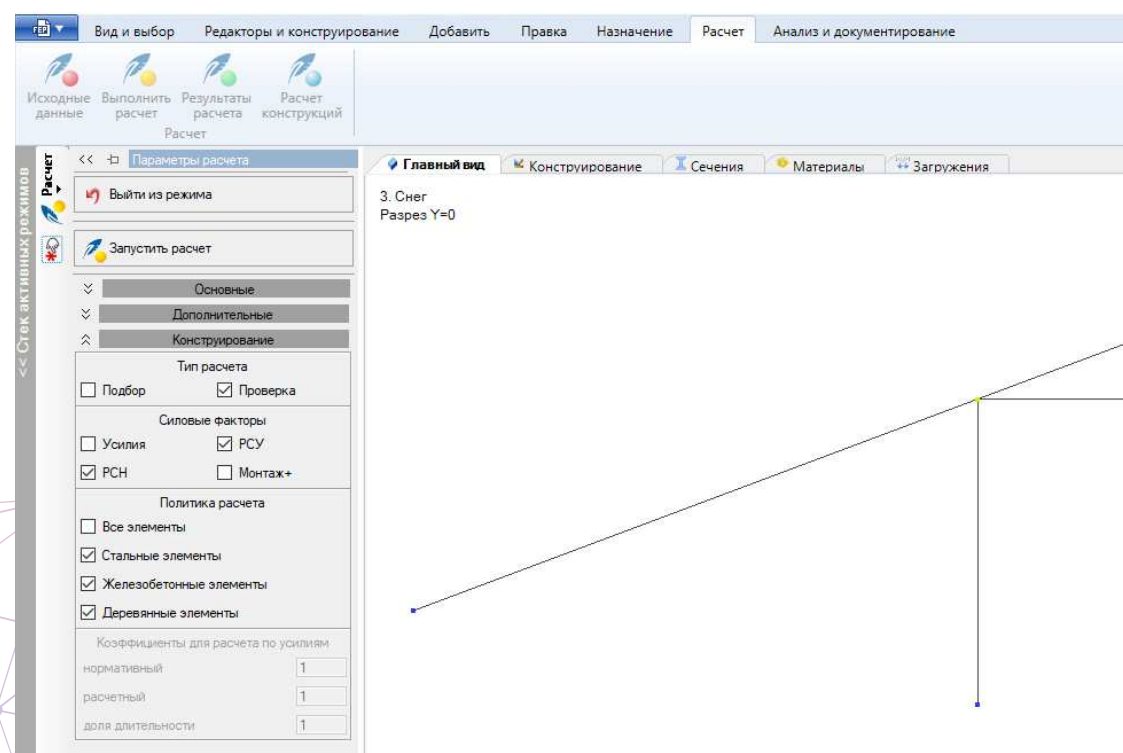 Вид и выбор Редакторы и конструирование Добавить Правка Назначение Расчет Анализ и документирование
Исходные данные
Выполнить расчет
Результаты расчета
Расчет конструкций
Расчет
<< Стек активных режимов
Расчет
<< Параметры расчета
Выйти из режима
Запустить расчет
Основные
Дополнительные
Конструирование
Тип расчета
Подбор Проверка
Силовые факторы
Усилия РСУ
РСН Монтаж+
Политика расчета
Все элементы
Стальные элементы
Железобетонные элементы
Деревянные элементы
Коэффициенты для расчета по усилиям
нормативный 1
расчетный 1
доля длительности 1
Главный вид Конструирование Сечения Материалы Загружения
3. Снег
Разрез Y=0